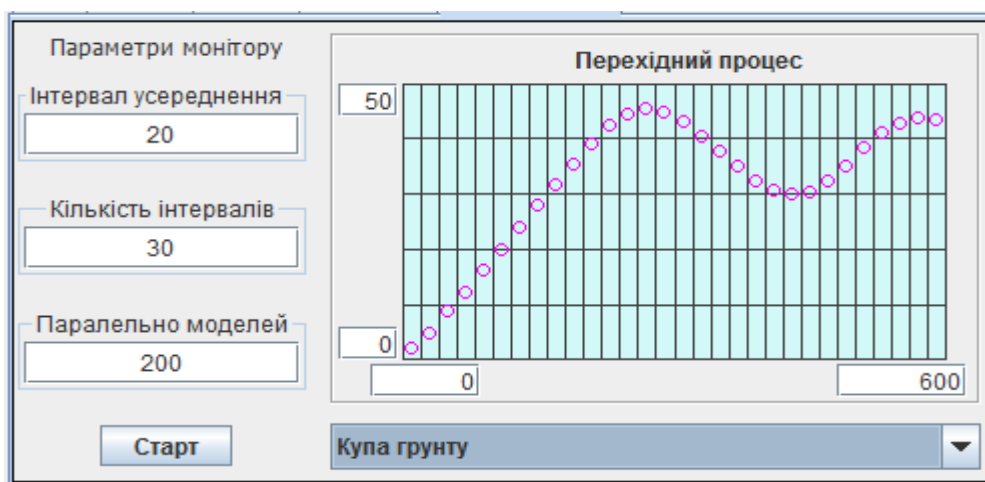 Параметри монітору
Інтервал усереднення
20
Кількість інтервалів
30
Паралельно моделей
200
Старт
Перехідний процес
50
0
0
600
Купа грунту